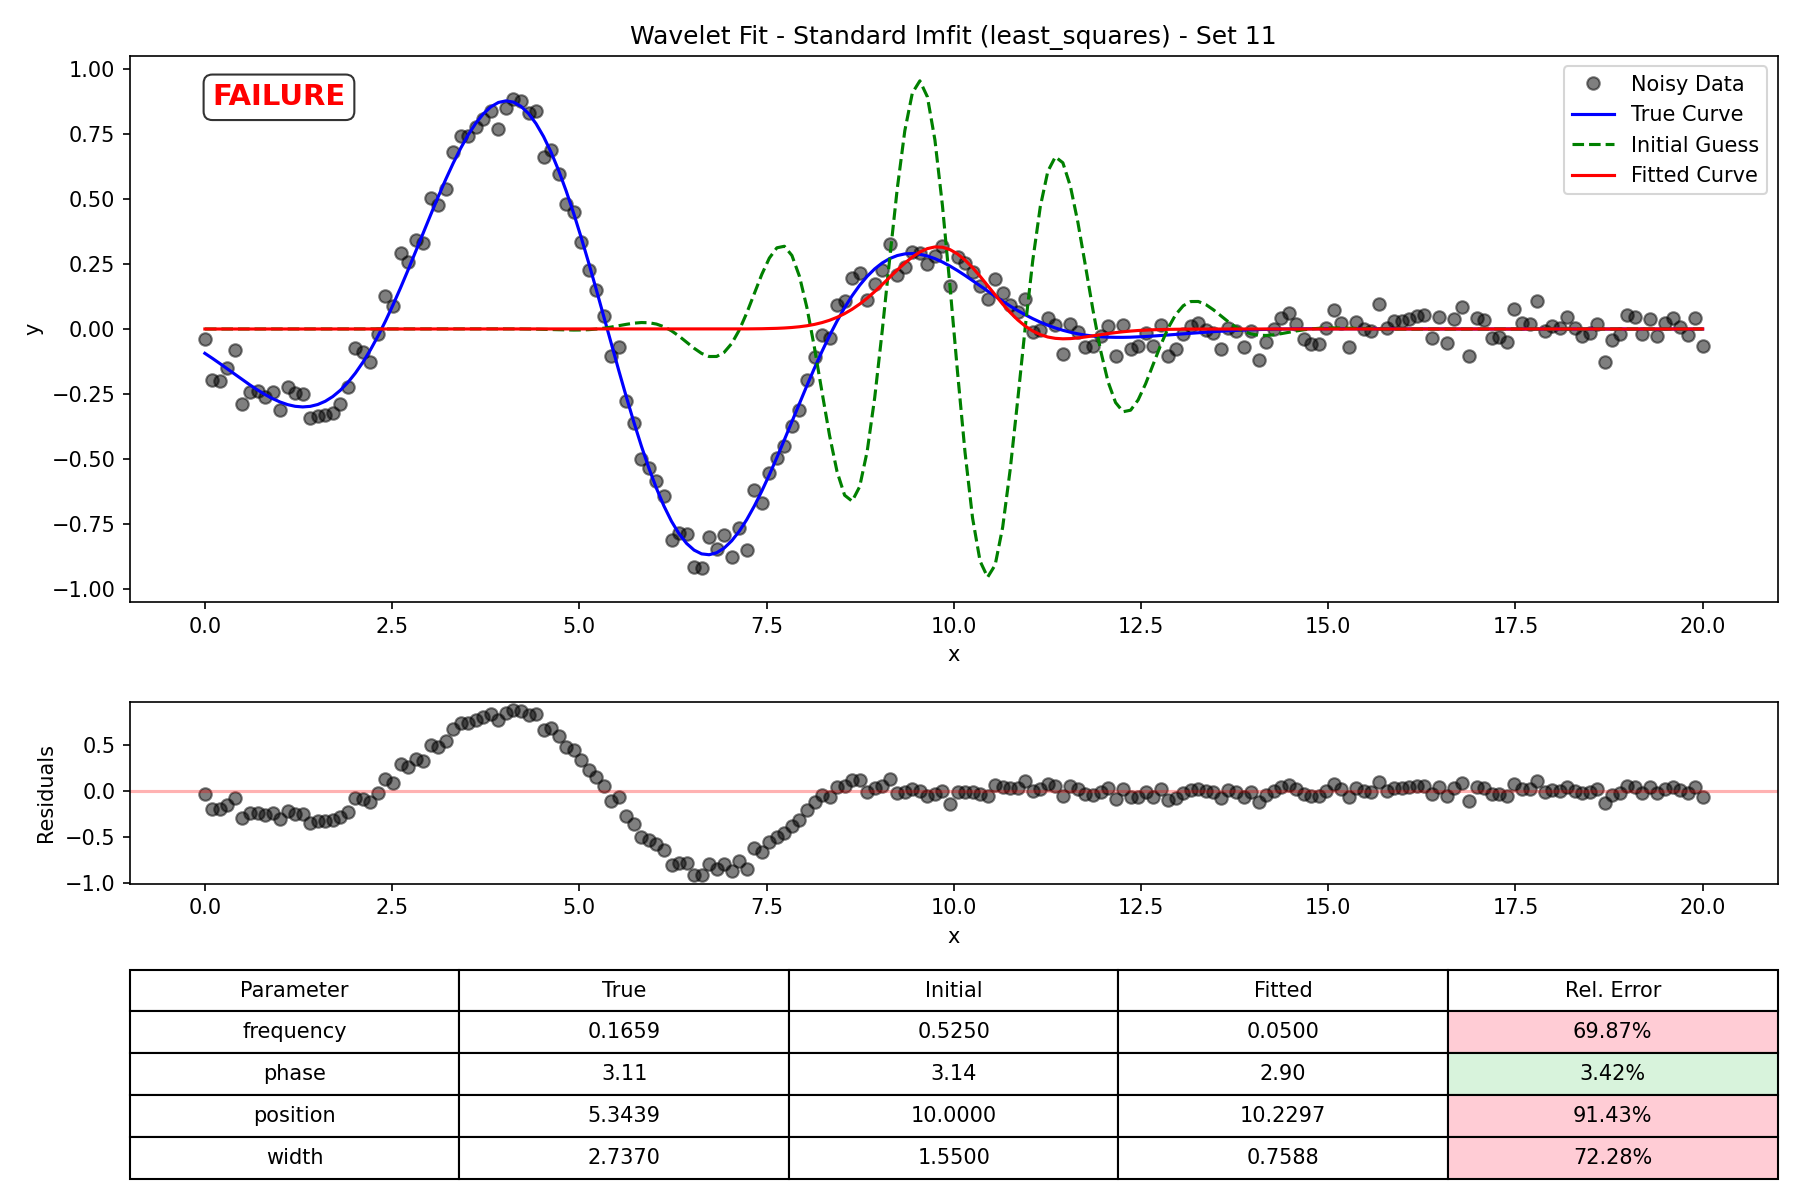 Wavelet Fit - Standard lmfit (least_squares) - Set 11
FAILURE
Noisy Data
True Curve
Initial Guess
Fitted Curve
1.00
0.75
0.50
0.25
0.00
−0.25
−0.50
−0.75
−1.00
y
0.0 2.5 5.0 7.5 10.0 12.5 15.0 17.5 20.0
x
0.5
0.0
−0.5
−1.0
Residuals
0.0 2.5 5.0 7.5 10.0 12.5 15.0 17.5 20.0
x
Parameter True Initial Fitted Rel. Error
frequency 0.1659 0.5250 0.0500 69.87%
phase 3.11 3.14 2.90 3.42%
position 5.3439 10.0000 10.2297 91.43%
width 2.7370 1.5500 0.7588 72.28%